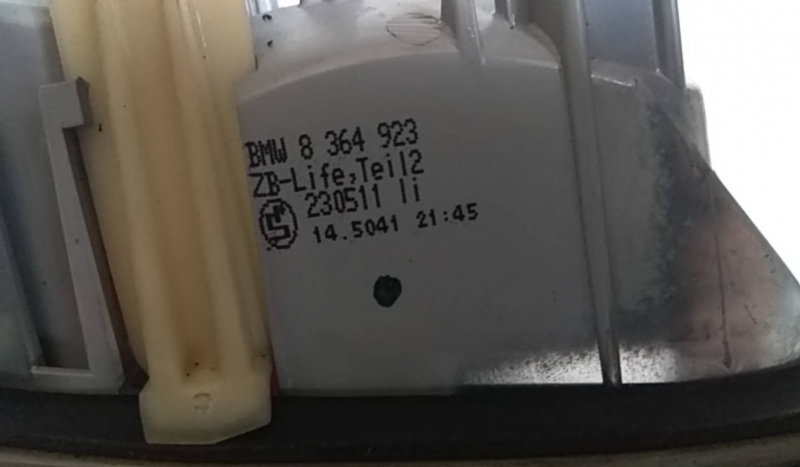 BMW 8 364 923
ZB-Life,Teil2
230511 li
14.5041 21:45